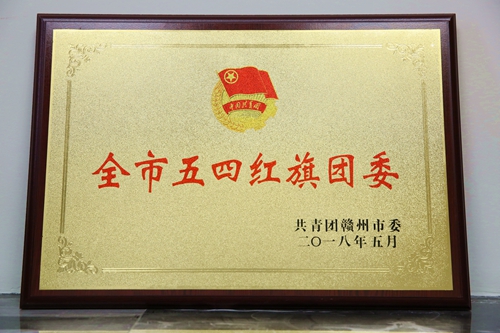 中国共青团
全市五四红旗团委
共青团赣州市委
二〇一八年五月